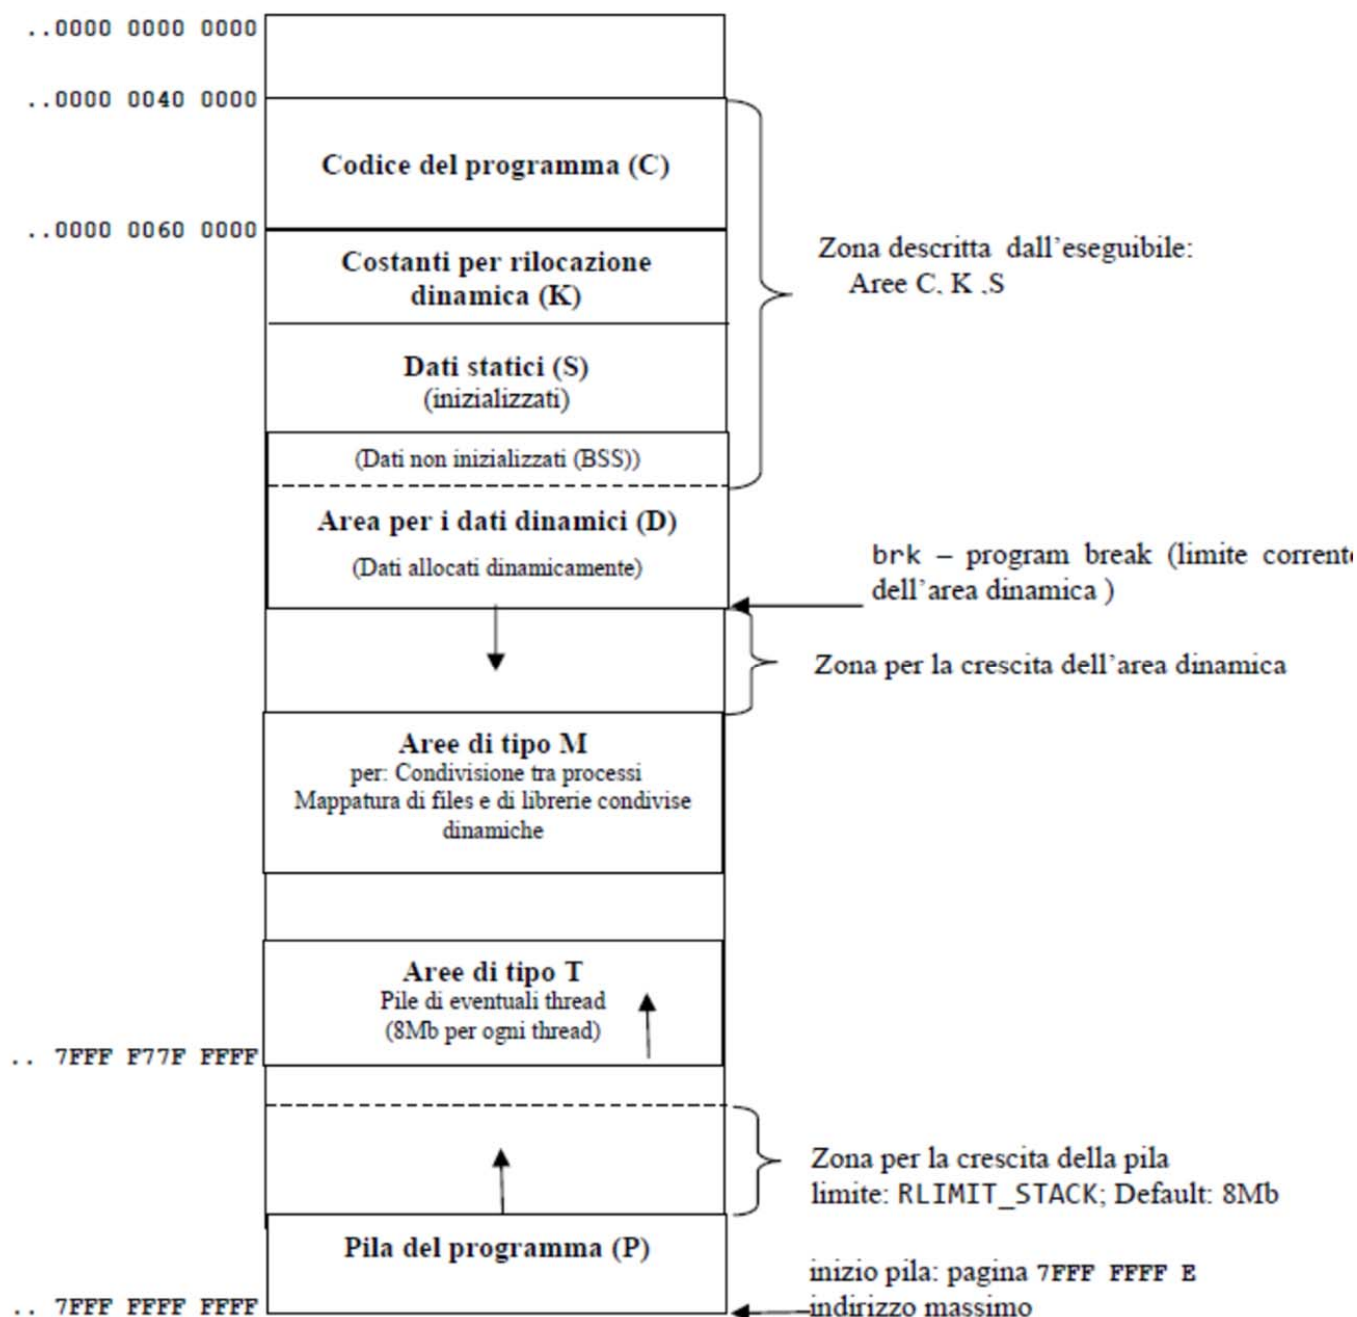 ..0000 0000 0000
..0000 0040 0000
Codice del programma (C)
..0000 0060 0000
Costanti per rilocazione
dinamica (K)
Zona descritta dall'eseguibile:
Aree C, K ,S
Dati statici (S)
(inizializzati)
(Dati non inizializzati (BSS))
Area per i dati dinamici (D)
(Dati allocati dinamicamente)
brk – program break (limite corrente
dell'area dinamica )
Zona per la crescita dell'area dinamica
Aree di tipo M
per: Condivisione tra processi
Mappatura di files e di librerie condivise
dinamiche
Aree di tipo T
Pile di eventuali thread
(8Mb per ogni thread)
.. 7FFF F77F FFFF
Zona per la crescita della pila
limite: RLIMIT_STACK; Default: 8Mb
Pila del programma (P)
inizio pila: pagina 7FFF FFFF E
indirizzo massimo
.. 7FFF FFFF FFFF